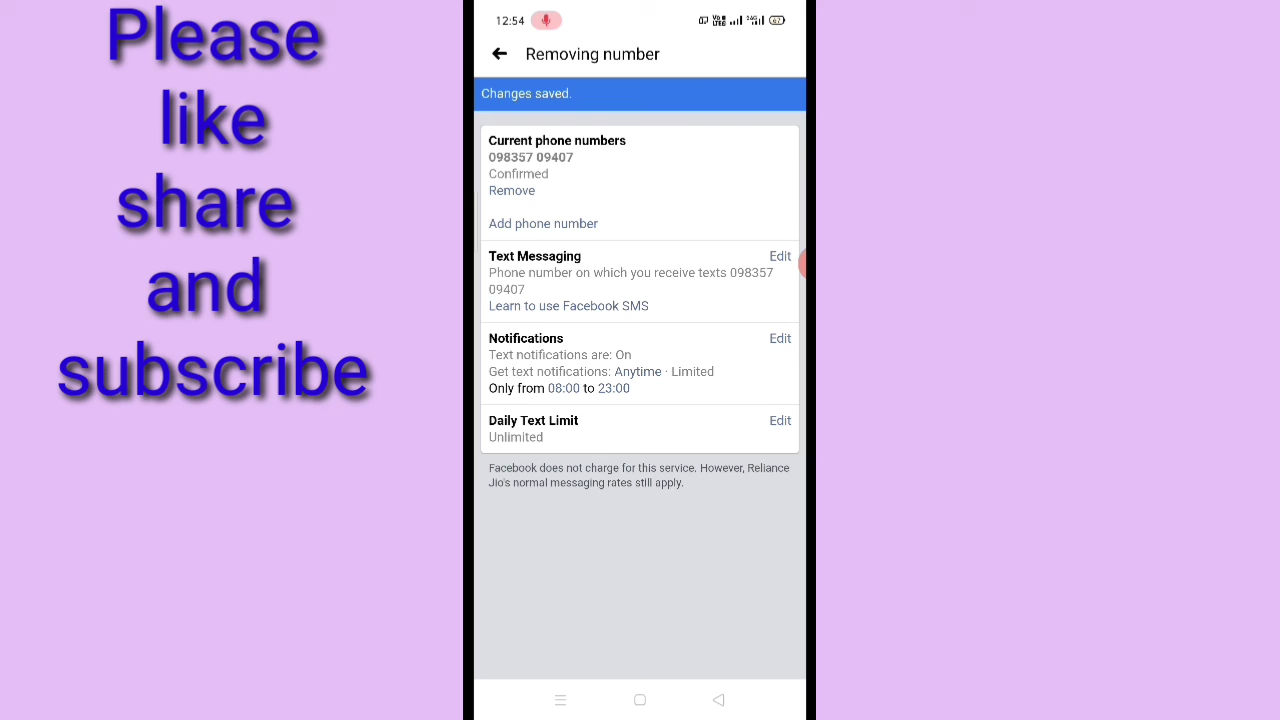 Please
like
share
and
subscribe
12:54
Removing number
Changes saved.
Current phone numbers
098357 09407
Confirmed
Remove
Add phone number
Text Messaging Edit
Phone number on which you receive texts 098357
09407
Learn to use Facebook SMS
Notifications Edit
Text notifications are: On
Get text notifications: Anytime · Limited
Only from 08:00 to 23:00
Daily Text Limit Edit
Unlimited
Facebook does not charge for this service. However, Reliance
Jio's normal messaging rates still apply.